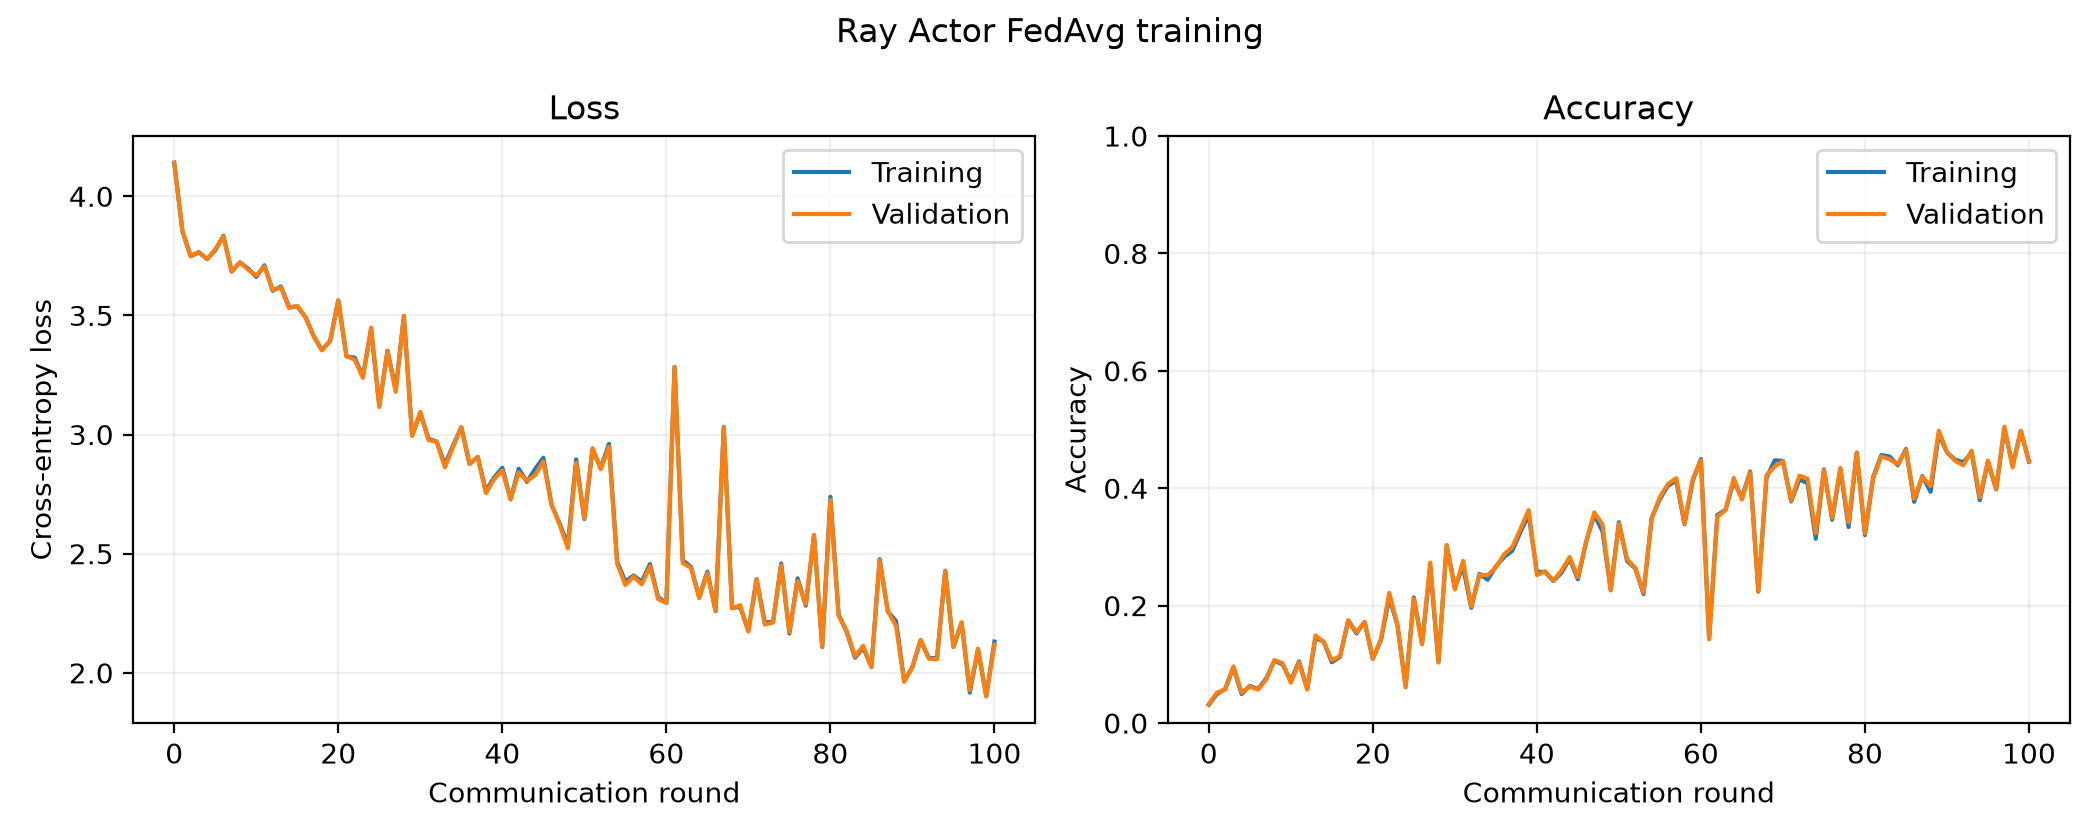 Ray Actor FedAvg training
Loss
Cross-entropy loss
4.0
3.5
3.0
2.5
2.0
0 20 40 60 80 100
Communication round
Training
Validation
Accuracy
Accuracy
1.0
0.8
0.6
0.4
0.2
0.0
0 20 40 60 80 100
Communication round
Training
Validation